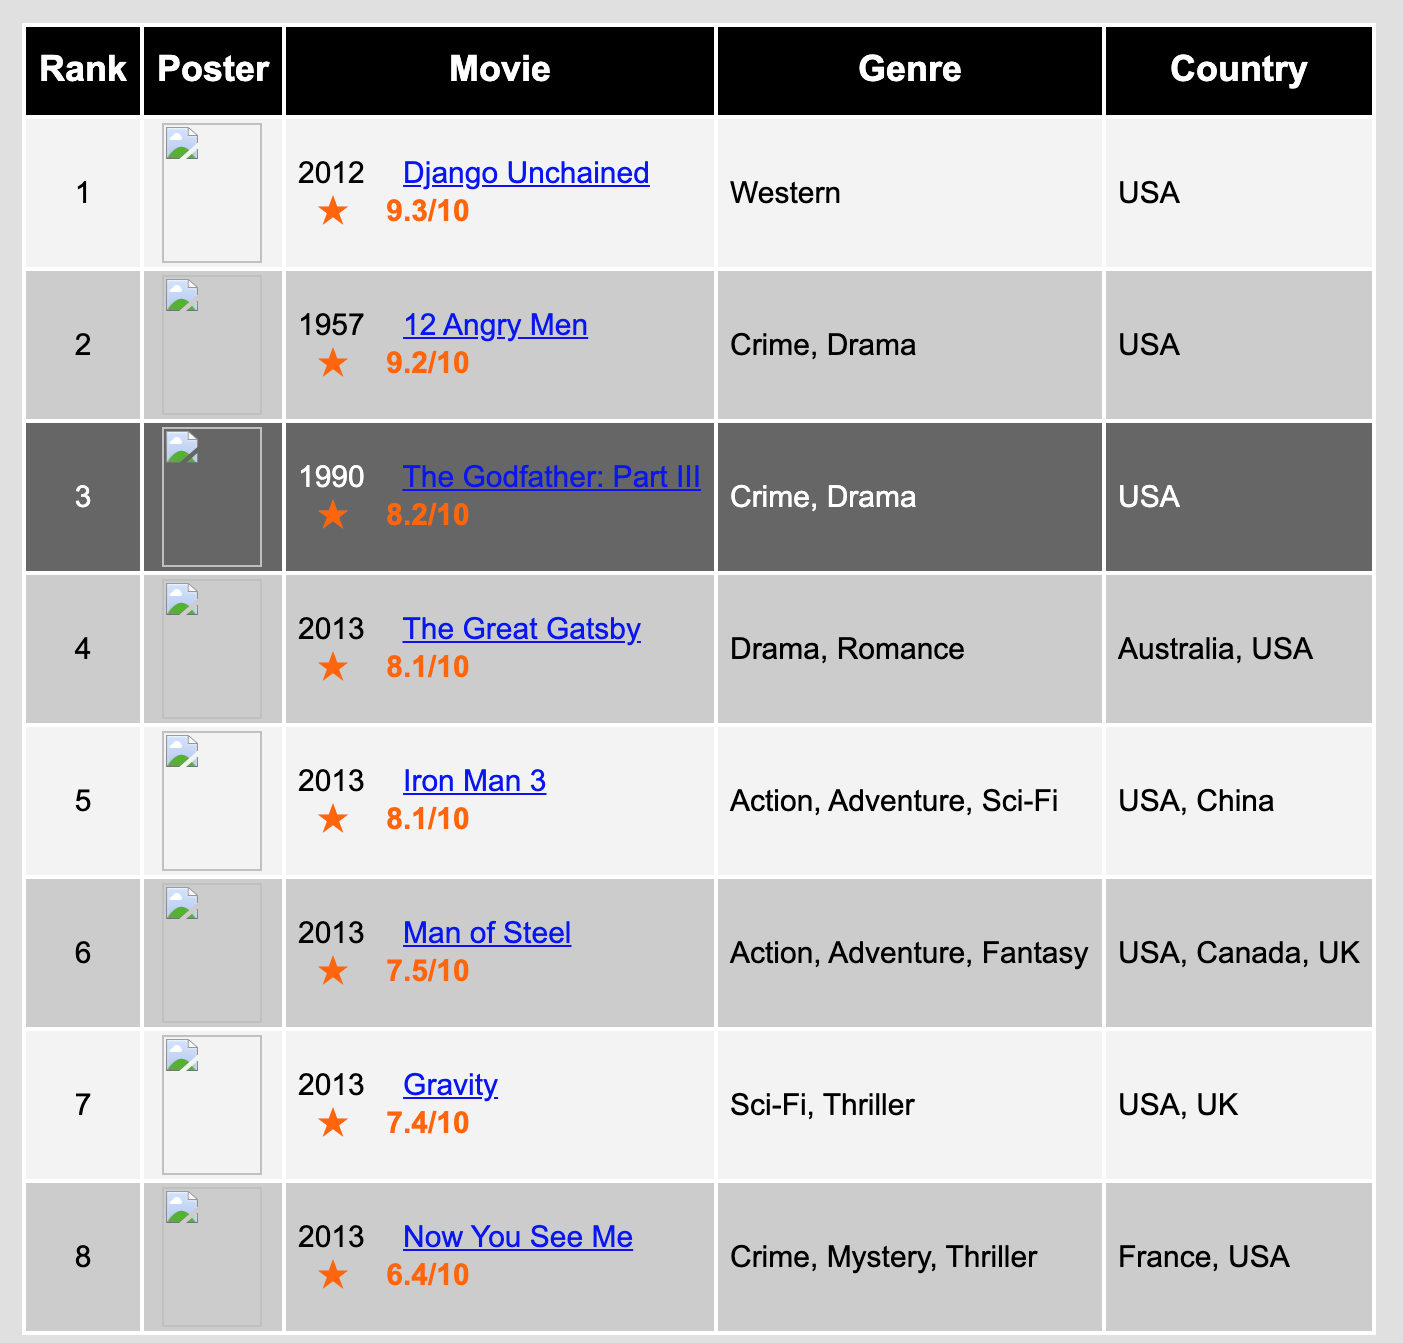 Rank Poster Movie Genre Country
1 2012 Django Unchained Western USA
★ 9.3/10
2 1957 12 Angry Men Crime, Drama USA
★ 9.2/10
3 1990 The Godfather: Part III Crime, Drama USA
★ 8.2/10
4 2013 The Great Gatsby Drama, Romance Australia, USA
★ 8.1/10
5 2013 Iron Man 3 Action, Adventure, Sci-Fi USA, China
★ 8.1/10
6 2013 Man of Steel Action, Adventure, Fantasy USA, Canada, UK
★ 7.5/10
7 2013 Gravity Sci-Fi, Thriller USA, UK
★ 7.4/10
8 2013 Now You See Me Crime, Mystery, Thriller France, USA
★ 6.4/10